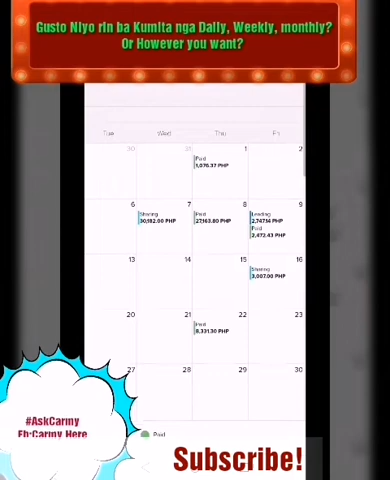 Gusto Niyo rin ba Kumita nga Daily, Weekly, monthly?
Or However you want?
Tue Wed Thu Fri
30 31 1 2
Paid
1,076.37 PHP
6 7 8 9
Sharing
30,182.00 PHP
Paid
27,163.80 PHP
Leading
2,747.14 PHP
Paid
2,472.43 PHP
13 14 15 16
Sharing
3,007.00 PHP
20 21 22 23
Paid
8,331.30 PHP
27 28 29 30
Paid
#AskCarmy
Fb:Carmy Here
Subscribe!